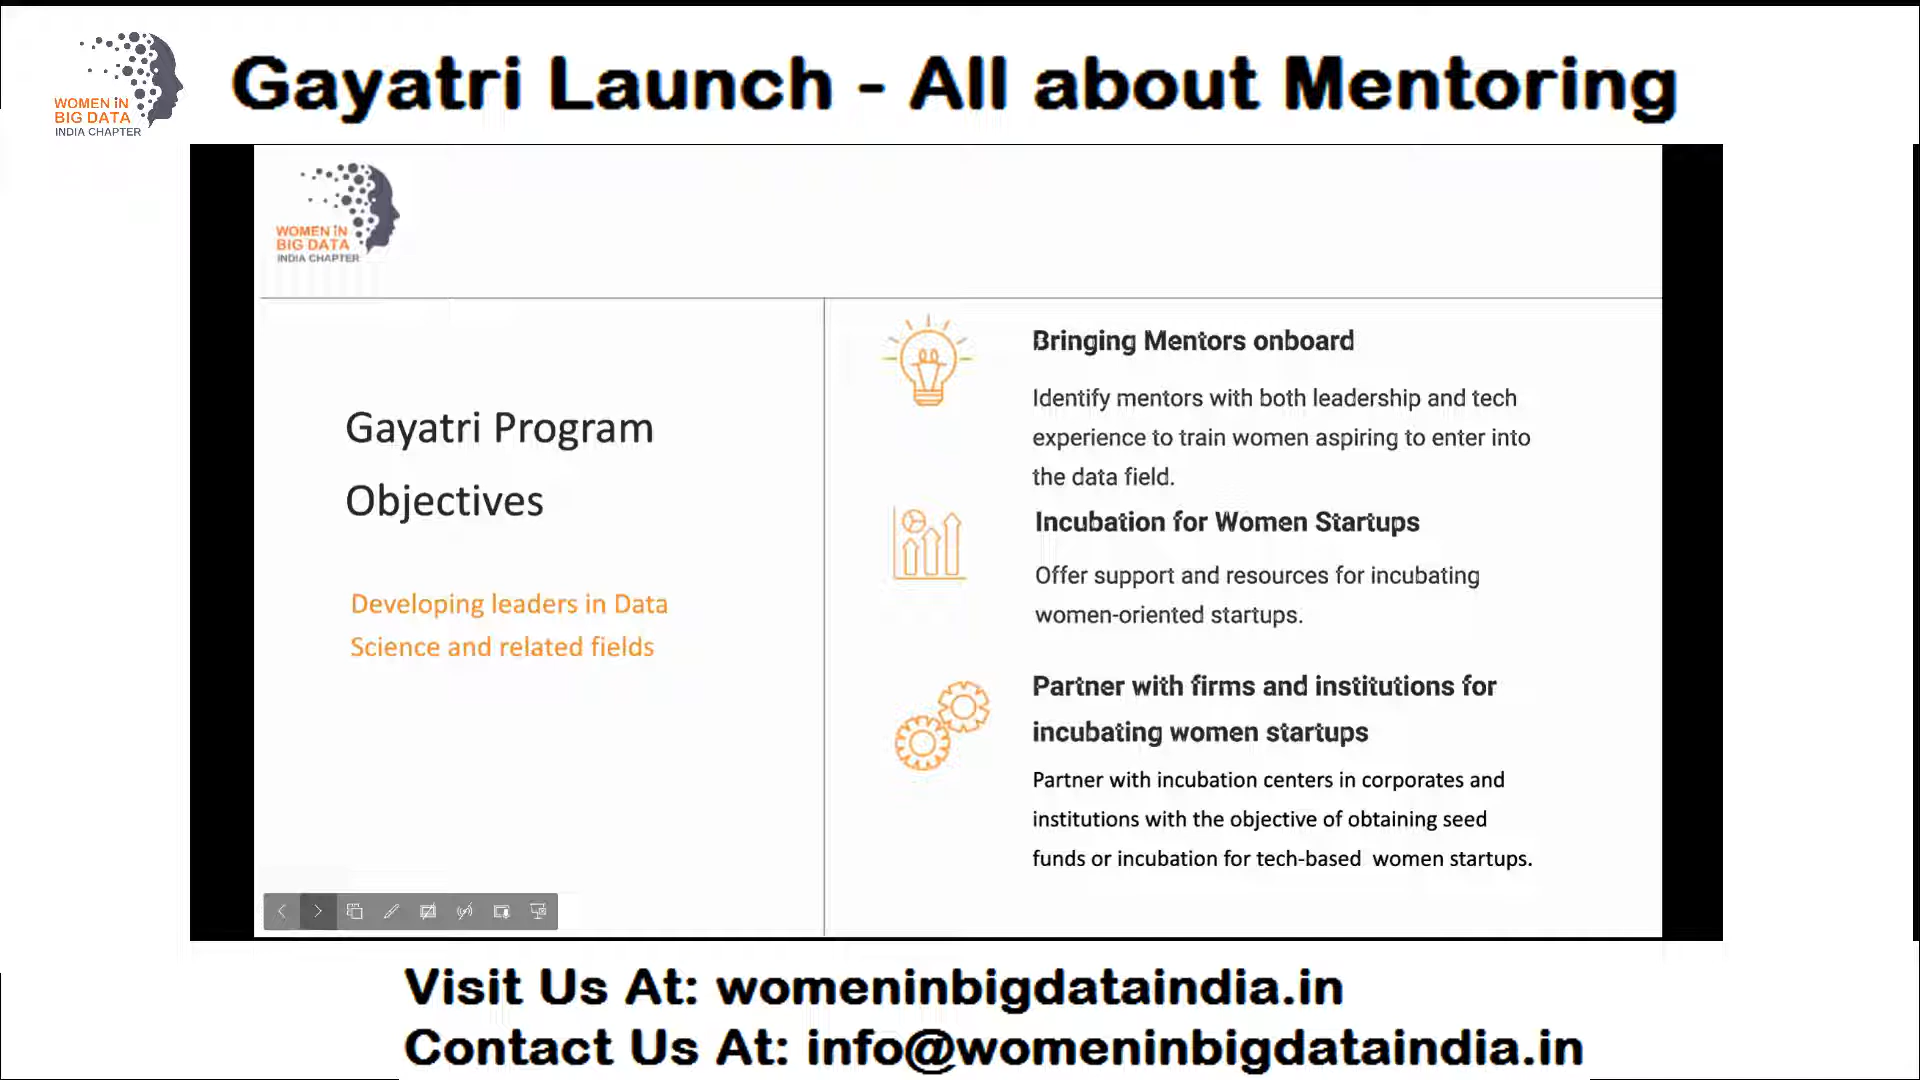 WOMEN iN
BIG DATA
INDIA CHAPTER
Gayatri Launch - All about Mentoring
WOMEN iN
BIG DATA
INDIA CHAPTER
Gayatri Program
Objectives
Developing leaders in Data
Science and related fields
Bringing Mentors onboard
Identify mentors with both leadership and tech
experience to train women aspiring to enter into
the data field.
Incubation for Women Startups
Offer support and resources for incubating
women-oriented startups.
Partner with firms and institutions for
incubating women startups
Partner with incubation centers in corporates and
institutions with the objective of obtaining seed
funds or incubation for tech-based women startups.
Visit Us At: womeninbigdataindia.in
Contact Us At: info@womeninbigdataindia.in